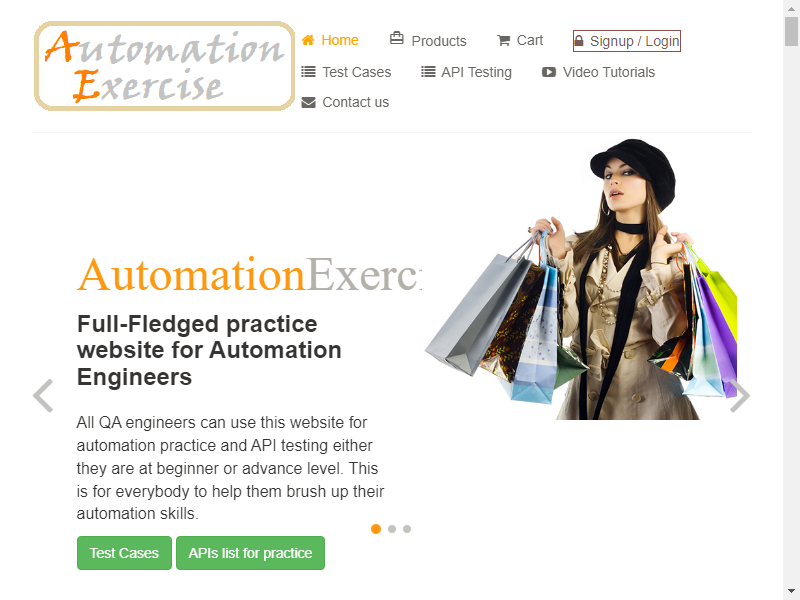 Automation
Exercise
Home Products Cart Signup / Login
Test Cases API Testing Video Tutorials
Contact us
AutomationExerci
Full-Fledged practice
website for Automation
Engineers
All QA engineers can use this website for
automation practice and API testing either
they are at beginner or advance level. This
is for everybody to help them brush up their
automation skills.
Test Cases APIs list for practice